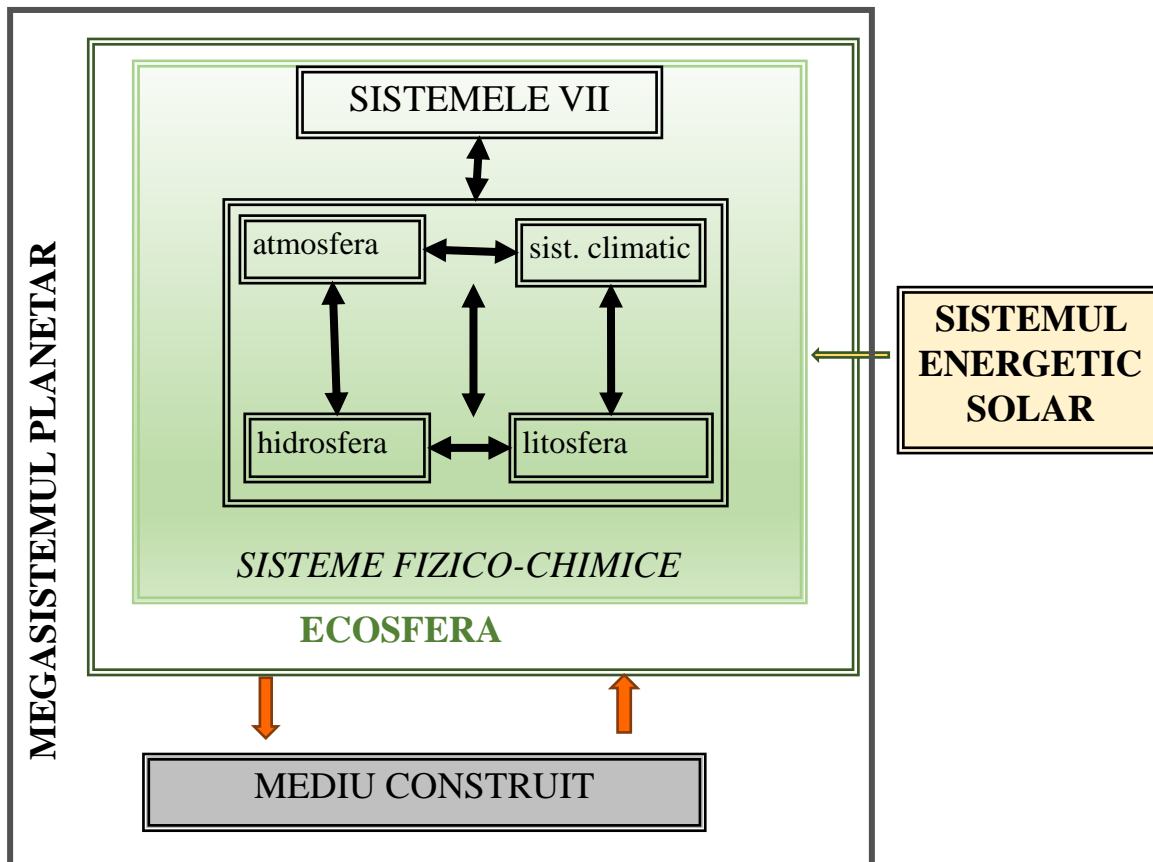 SISTEMELE VII
atmosfera
sist. climatic
hidrosfera
litosfera
SISTEME FIZICO-CHIMICE
ECOSFERA
MEDIU CONSTRUIT
MEGASISTEMUL PLANETAR
SISTEMUL
ENERGETIC
SOLAR